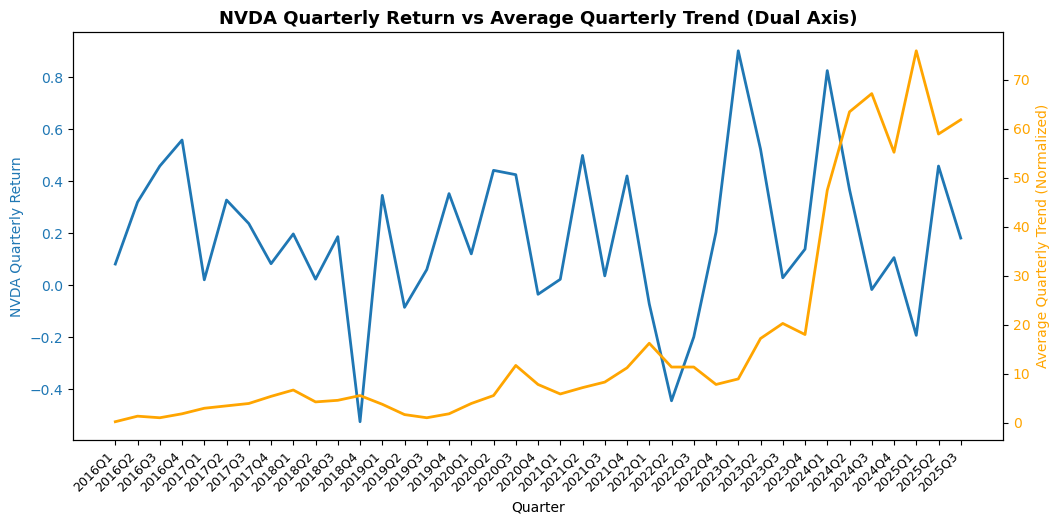 NVDA Quarterly Return vs Average Quarterly Trend (Dual Axis)
NVDA Quarterly Return
0.8
0.6
0.4
0.2
0.0
−0.2
−0.4
Average Quarterly Trend (Normalized)
70
60
50
40
30
20
10
0
2016Q1
2016Q2
2016Q3
2016Q4
2017Q1
2017Q2
2017Q3
2017Q4
2018Q1
2018Q2
2018Q3
2018Q4
2019Q1
2019Q2
2019Q3
2019Q4
2020Q1
2020Q2
2020Q3
2020Q4
2021Q1
2021Q2
2021Q3
2021Q4
2022Q1
2022Q2
2022Q3
2022Q4
2023Q1
2023Q2
2023Q3
2023Q4
2024Q1
2024Q2
2024Q3
2024Q4
2025Q1
2025Q2
2025Q3
Quarter